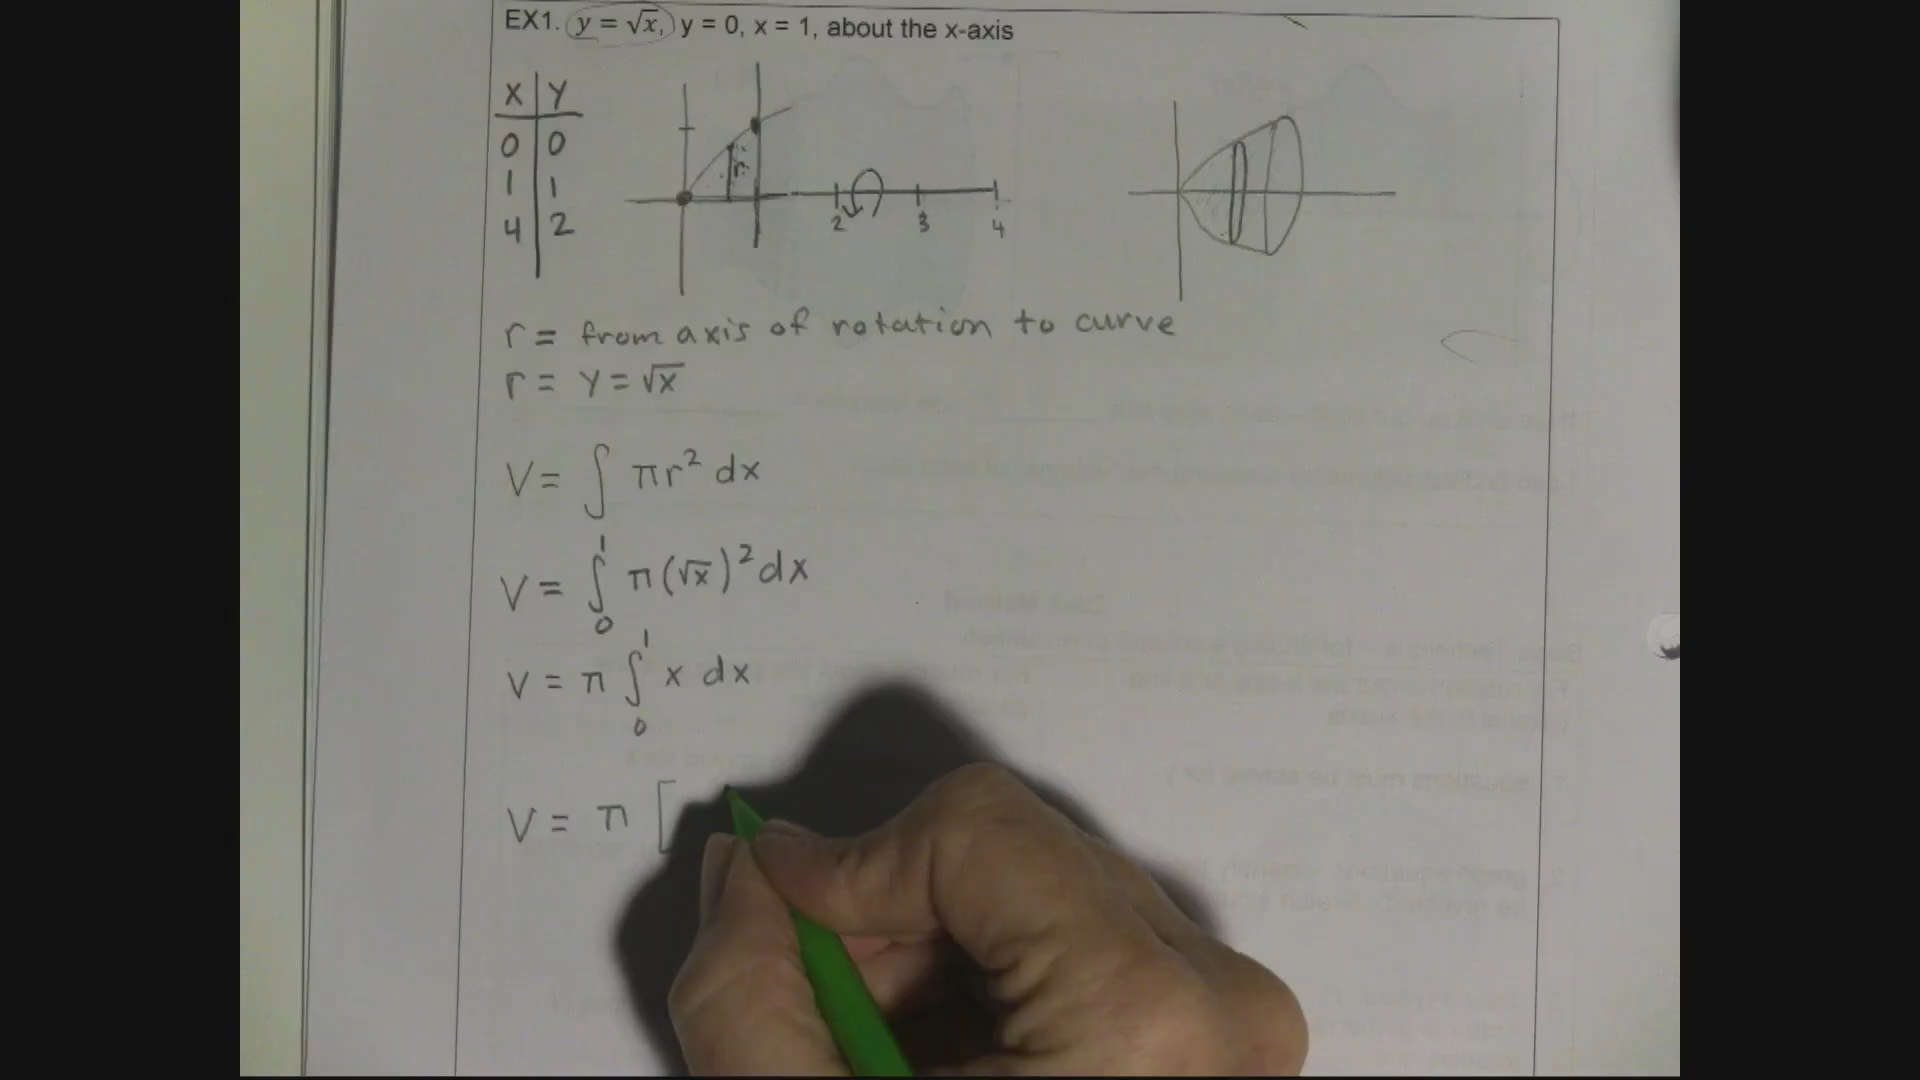 EX1. y = √x, y = 0, x = 1, about the x-axis
X Y
0 0
1 1
4 2
r
2 3 4
r = from axis of rotation to curve
r = y = √x
V = ∫ πr² dx
V = ∫₀¹ π(√x)² dx
V = π ∫₀¹ x dx
V = π [